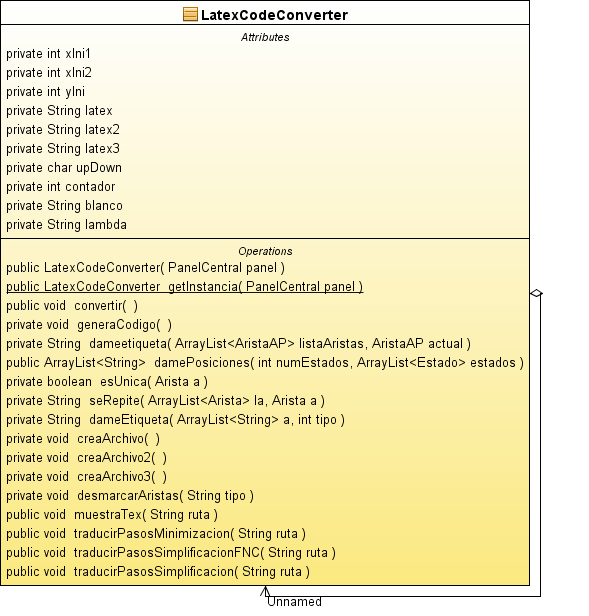 LatexCodeConverter
Attributes
private int xIni1
private int xIni2
private int yIni
private String latex
private String latex2
private String latex3
private char upDown
private int contador
private String blanco
private String lambda
Operations
public LatexCodeConverter( PanelCentral panel )
public LatexCodeConverter getInstancia( PanelCentral panel )
public void convertir( )
private void generaCodigo( )
private String dameetiqueta( ArrayList<AristaAP> listaAristas, AristaAP actual )
public ArrayList<String> damePosiciones( int numEstados, ArrayList<Estado> estados )
private boolean esUnica( Arista a )
private String seRepite( ArrayList<Arista> la, Arista a )
private String dameEtiqueta( ArrayList<String> a, int tipo )
private void creaArchivo( )
private void creaArchivo2( )
private void creaArchivo3( )
private void desmarcarAristas( String tipo )
public void muestraTex( String ruta )
public void traducirPasosMinimizacion( String ruta )
public void traducirPasosSimplificacionFNC( String ruta )
public void traducirPasosSimplificacion( String ruta )
Unnamed